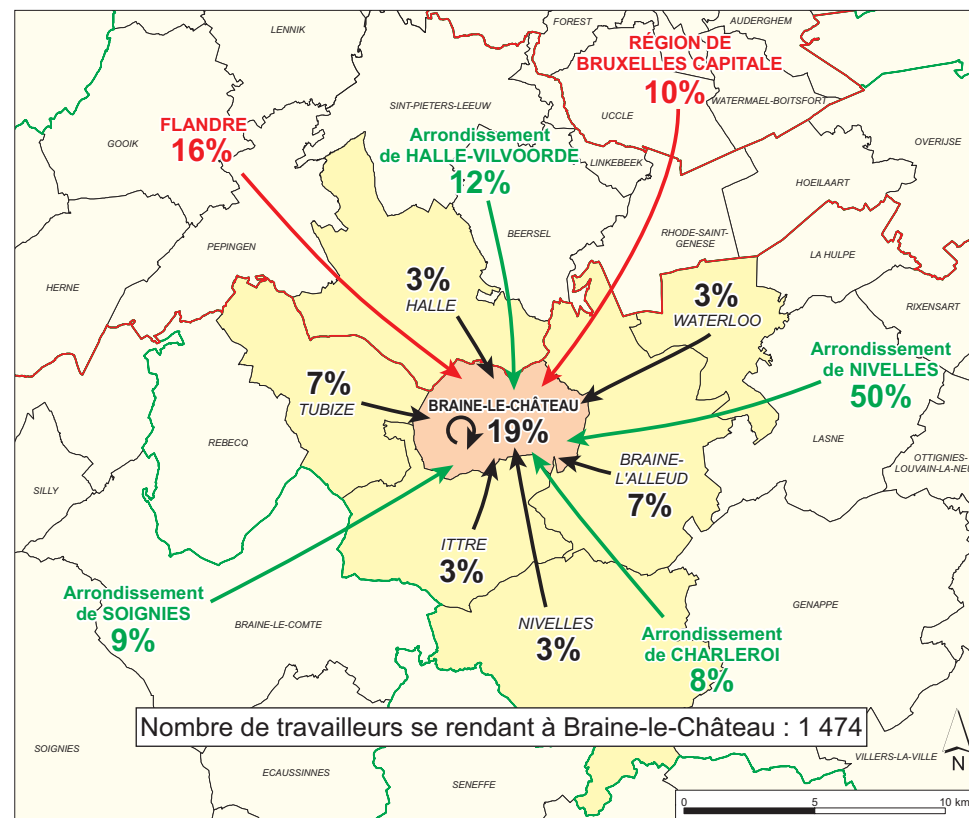 LENNIK
FOREST
AUDERGHEM
RÉGION DE
BRUXELLES CAPITALE
10%
SINT-PIETERS-LEEUW
WATERMAEL-BOITSFORT
UCCLE
FLANDRE
16%
GOOIK
Arrondissement
de HALLE-VILVOORDE
12%
OVERIJSE
LINKEBEEK
HOEILAART
BEERSEL
RHODE-SAINT-
GENESE
PEPINGEN
LA HULPE
HERNE
3%
HALLE
3%
WATERLOO
RIXENSART
Arrondissement
de NIVELLES
50%
7%
TUBIZE
BRAINE-LE-CHÂTEAU
19%
REBECQ
LASNE
BRAINE-
L'ALLEUD
7%
OTTIGNIES-
LOUVAIN-LA-NEU
SILLY
ITTRE
3%
Arrondissement
de SOIGNIES
9%
BRAINE-LE-COMTE
NIVELLES
3%
GENAPPE
Arrondissement
de CHARLEROI
8%
Nombre de travailleurs se rendant à Braine-le-Château : 1 474
SOIGNIES
VILLERS-LA-VILLE
N
ECAUSSINNES
SENEFFE
0 5 10 km